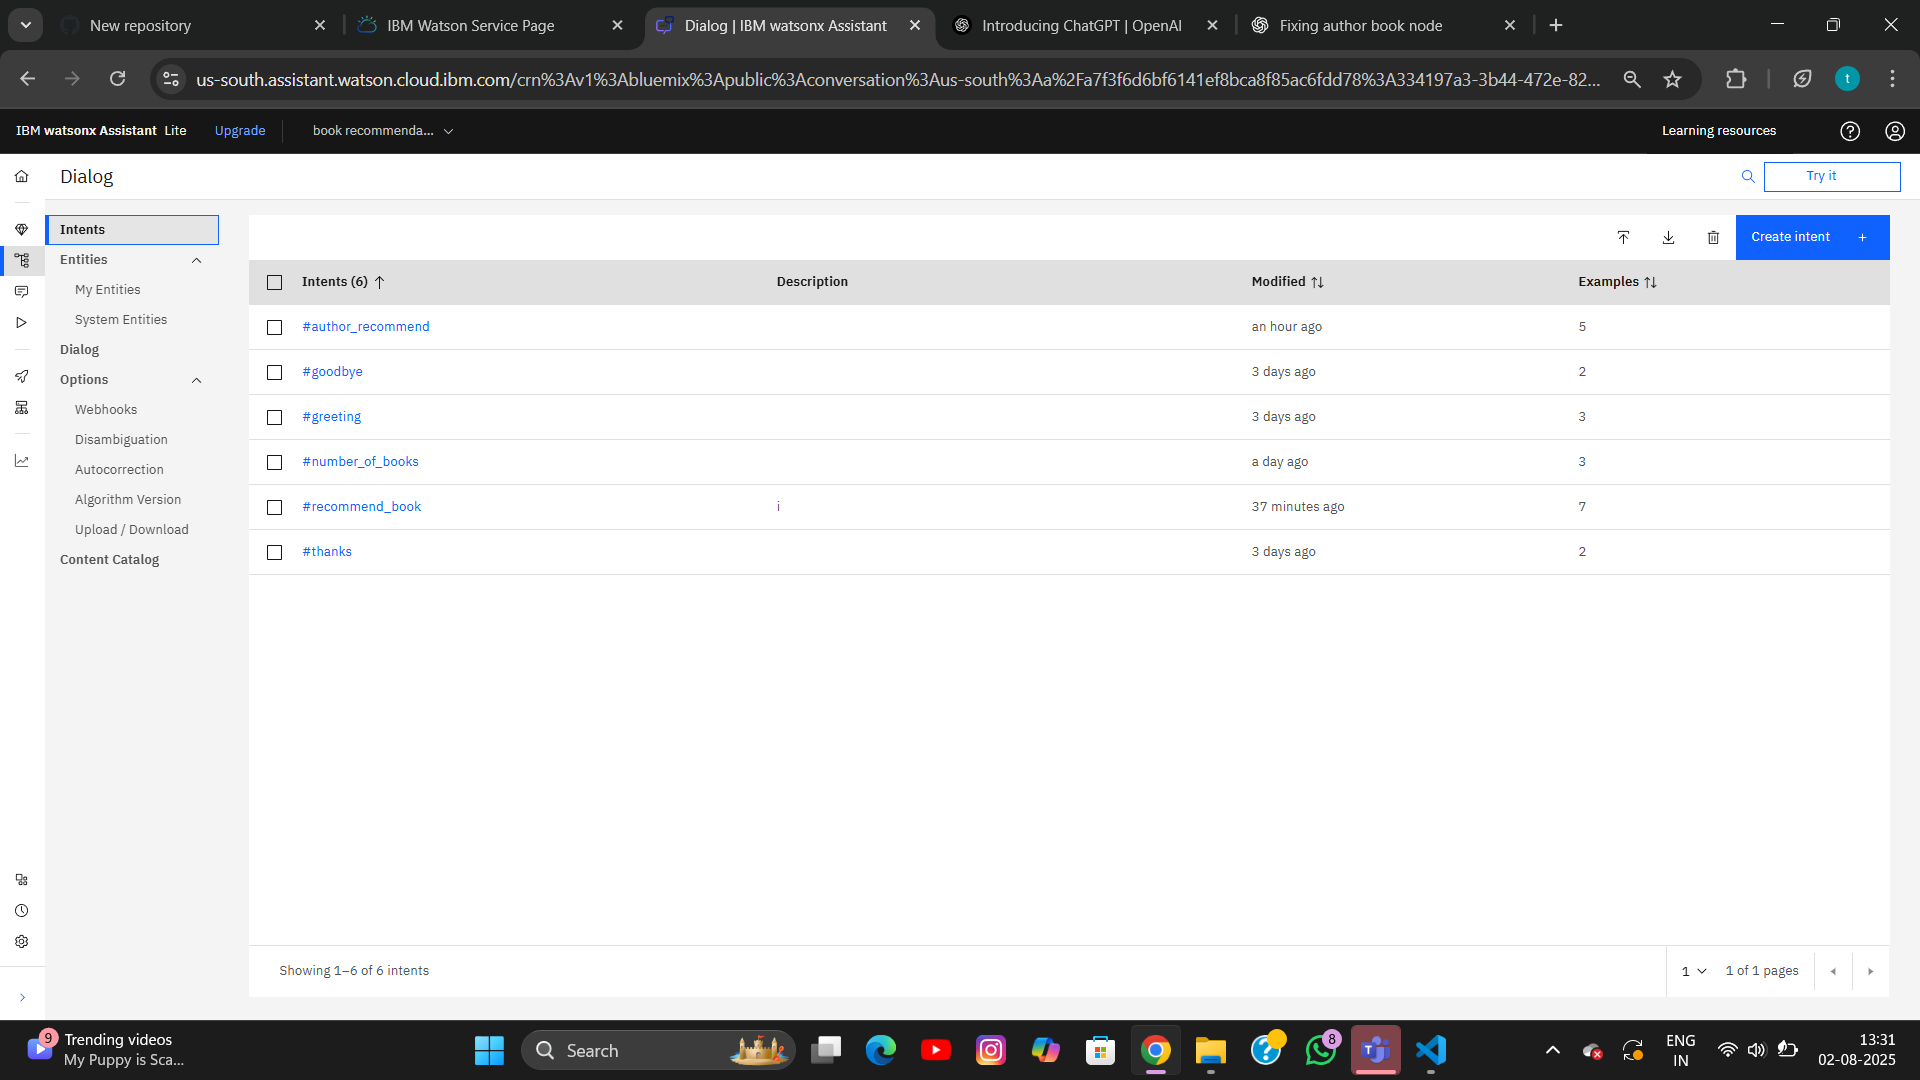 New repository
IBM Watson Service Page
Dialog | IBM watsonx Assistant
Introducing ChatGPT | OpenAI
Fixing author book node
us-south.assistant.watson.cloud.ibm.com/crn%3Av1%3Abluemix%3Apublic%3Aconversation%3Aus-south%3Aa%2Fa7f3f6d6bf6141ef8bca8f85ac6fdd78%3A334197a3-3b44-472e-82...
t
IBM watsonx Assistant Lite
Upgrade
book recommenda...
Learning resources
Dialog
Try it
Intents
Entities
My Entities
System Entities
Dialog
Options
Webhooks
Disambiguation
Autocorrection
Algorithm Version
Upload / Download
Content Catalog
Create intent +
Intents (6) Description Modified Examples
#author_recommend an hour ago 5
#goodbye 3 days ago 2
#greeting 3 days ago 3
#number_of_books a day ago 3
#recommend_book i 37 minutes ago 7
#thanks 3 days ago 2
Showing 1–6 of 6 intents
1
1 of 1 pages
9
Trending videos
My Puppy is Sca...
Search
8
ENG
IN
13:31
02-08-2025